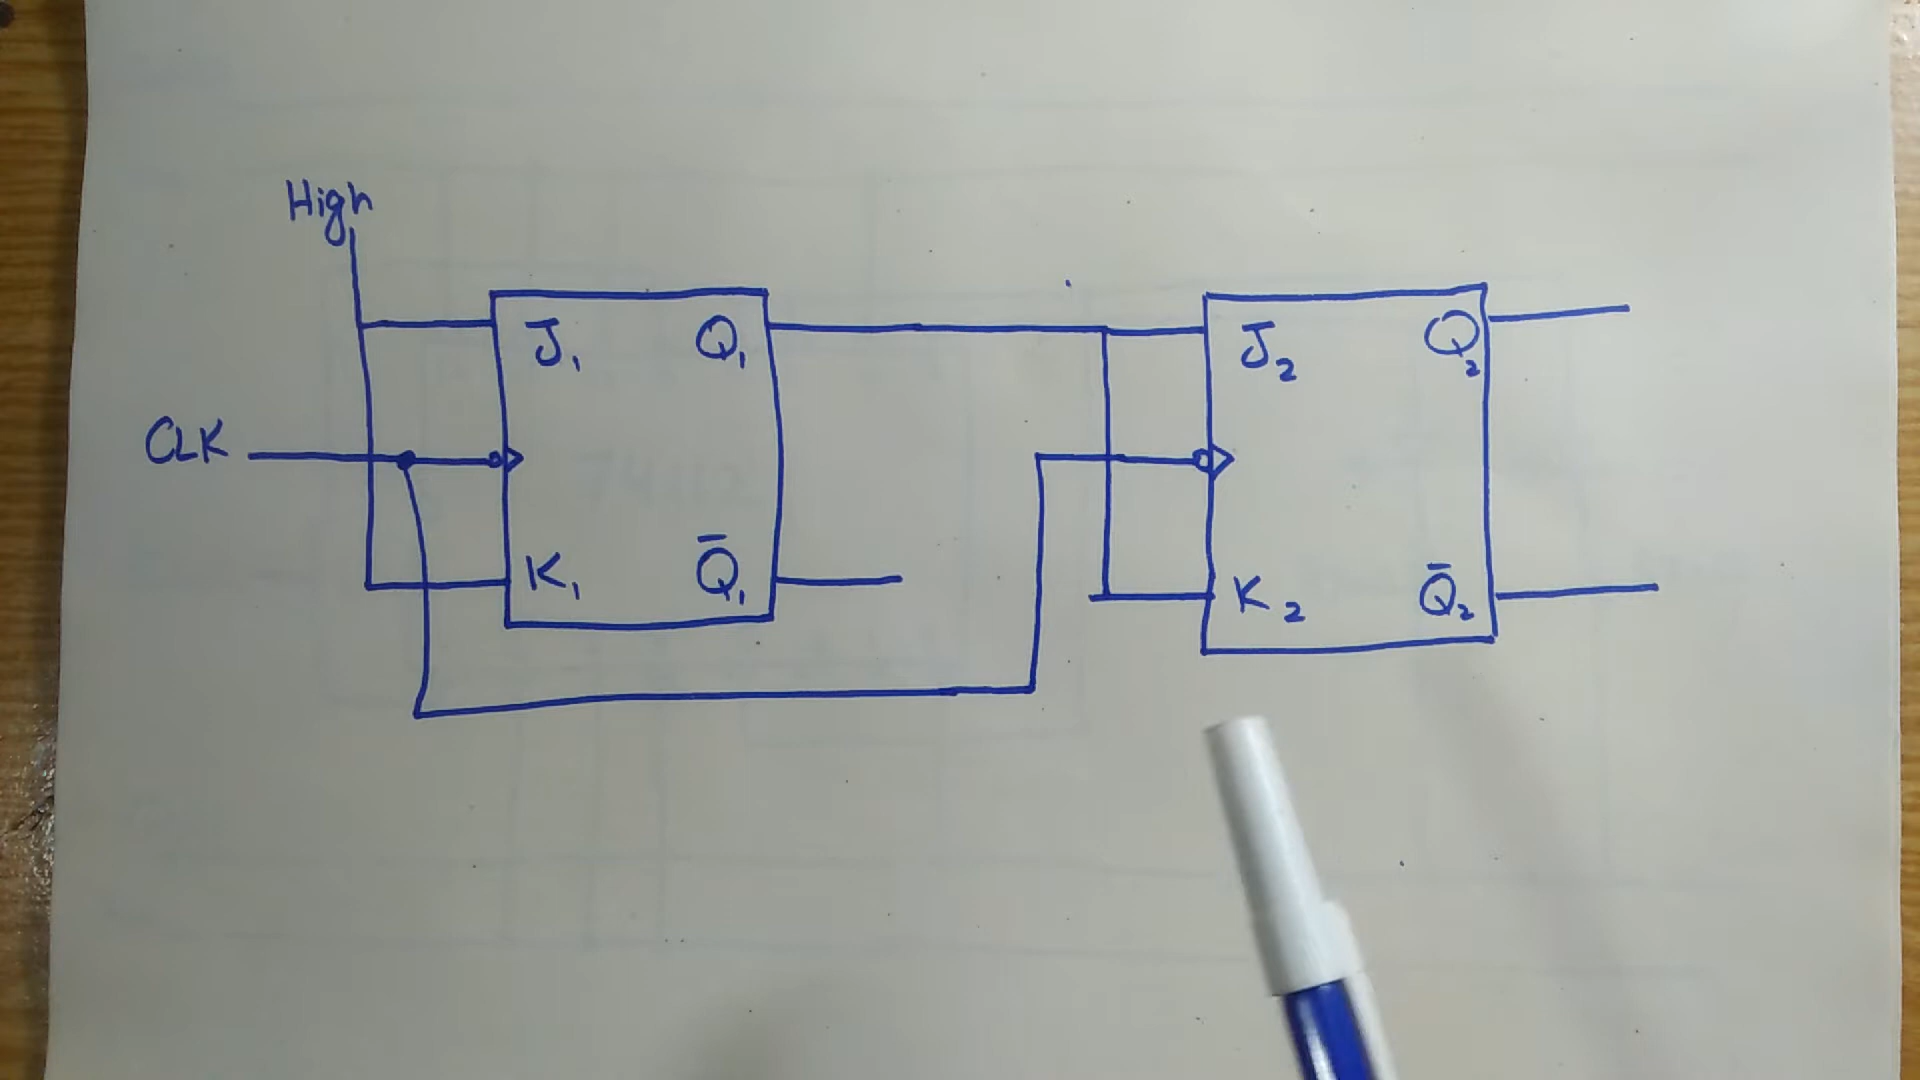 High
J₁ Q₁
J₂ Q₂
CLK
K₁ Q̄₁
K₂ Q̄₂